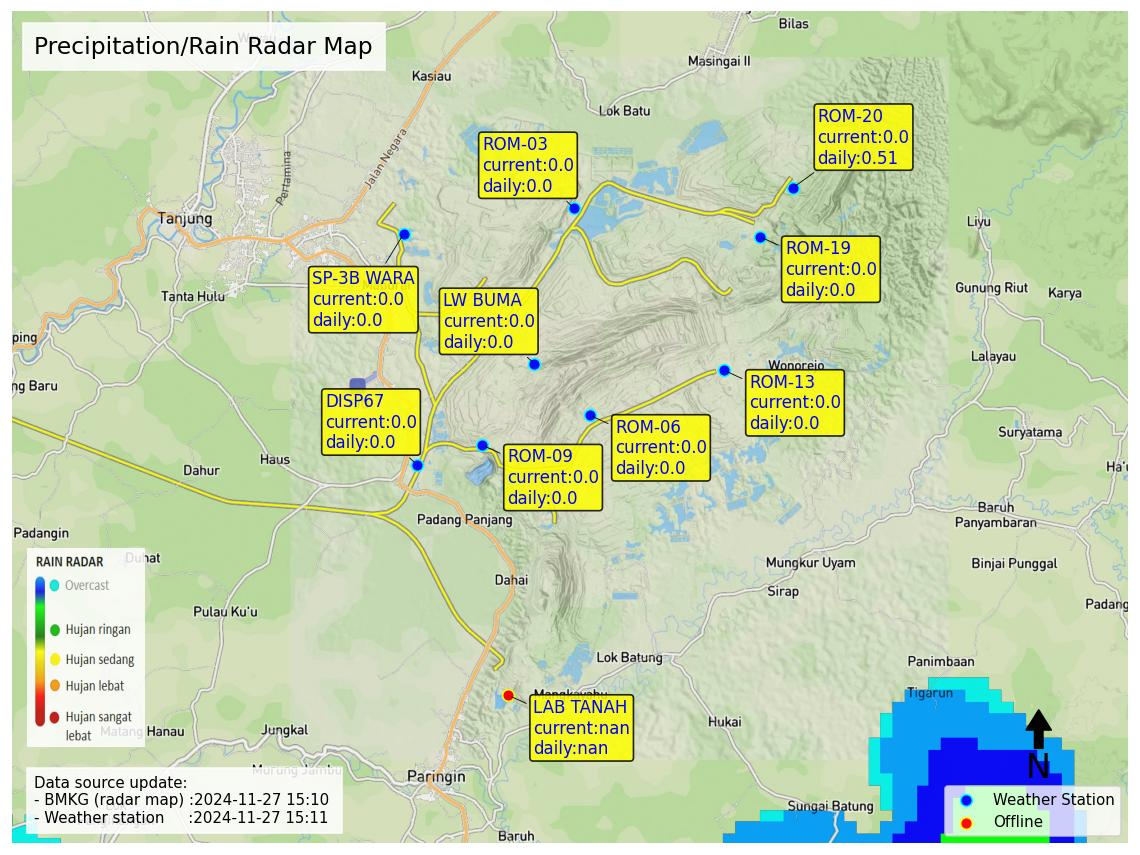 Precipitation/Rain Radar Map
Bilas
Masingai II
Kasiau
Lok Batu
Jalan Negara
Pertamina
Tanjung
Tanta Hulu
ROM-20
current:0.0
daily:0.51
ROM-03
current:0.0
daily:0.0
ROM-19
current:0.0
daily:0.0
SP-3B WARA
current:0.0
daily:0.0
LW BUMA
current:0.0
daily:0.0
Liyu
Gunung Riut
Karya
Lalayau
Wonorejo
ping
ng Baru
ROM-13
current:0.0
daily:0.0
DISP67
current:0.0
daily:0.0
ROM-06
current:0.0
daily:0.0
ROM-09
current:0.0
daily:0.0
Suryatama
Ha'u
Haus
Dahur
Padang Panjang
Baruh
Panyambaran
Padangin
Duhat
Binjai Punggal
Mungkur Uyam
Sirap
Dahai
Padang
Pulau Ku'u
RAIN RADAR
Overcast
Hujan ringan
Hujan sedang
Hujan lebat
Hujan sangat
lebat
Lok Batung
Panimbaan
Tigarun
Mangkayahu
LAB TANAH
current:nan
daily:nan
Hukai
Matang Hanau
Jungkal
Murung Jambu
Paringin
Sungai Batung
Baruh
Data source update:
- BMKG (radar map) :2024-11-27 15:10
- Weather station :2024-11-27 15:11
N
Weather Station
Offline